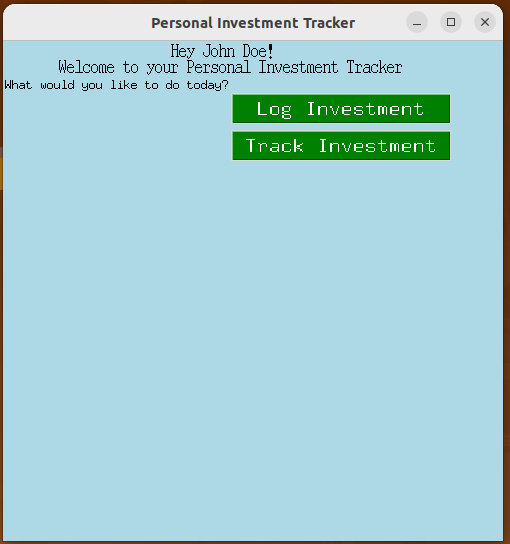 Personal Investment Tracker
Hey John Doe!
Welcome to your Personal Investment Tracker
What would you like to do today?
Log Investment
Track Investment